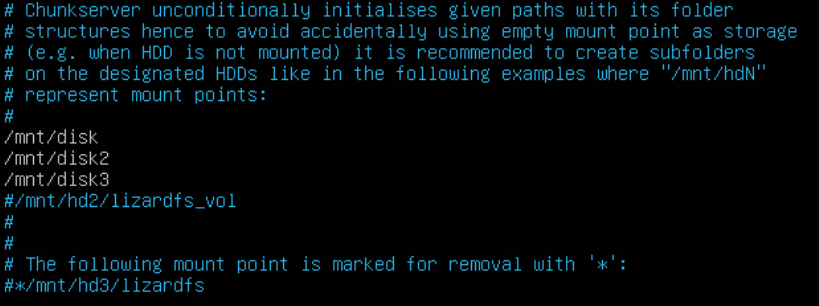 # Chunkserver unconditionally initialises given paths with its folder
# structures hence to avoid accidentally using empty mount point as storage
# (e.g. when HDD is not mounted) it is recommended to create subfolders
# on the designated HDDs like in the following examples where "/mnt/hdN"
# represent mount points:
#
/mnt/disk
/mnt/disk2
/mnt/disk3
#/mnt/hd2/lizardfs_vol
#
#
# The following mount point is marked for removal with '*':
#*/mnt/hd3/lizardfs